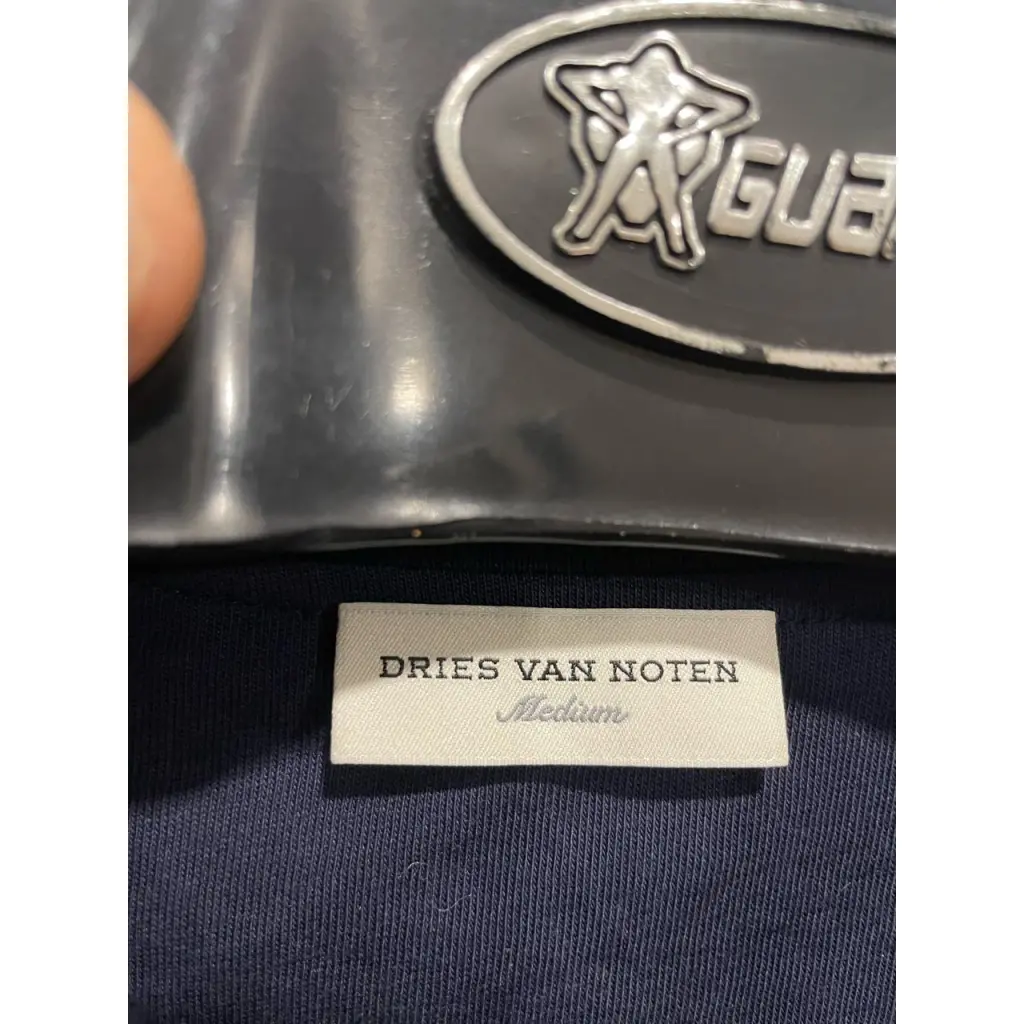 GUA
DRIES VAN NOTEN
Medium